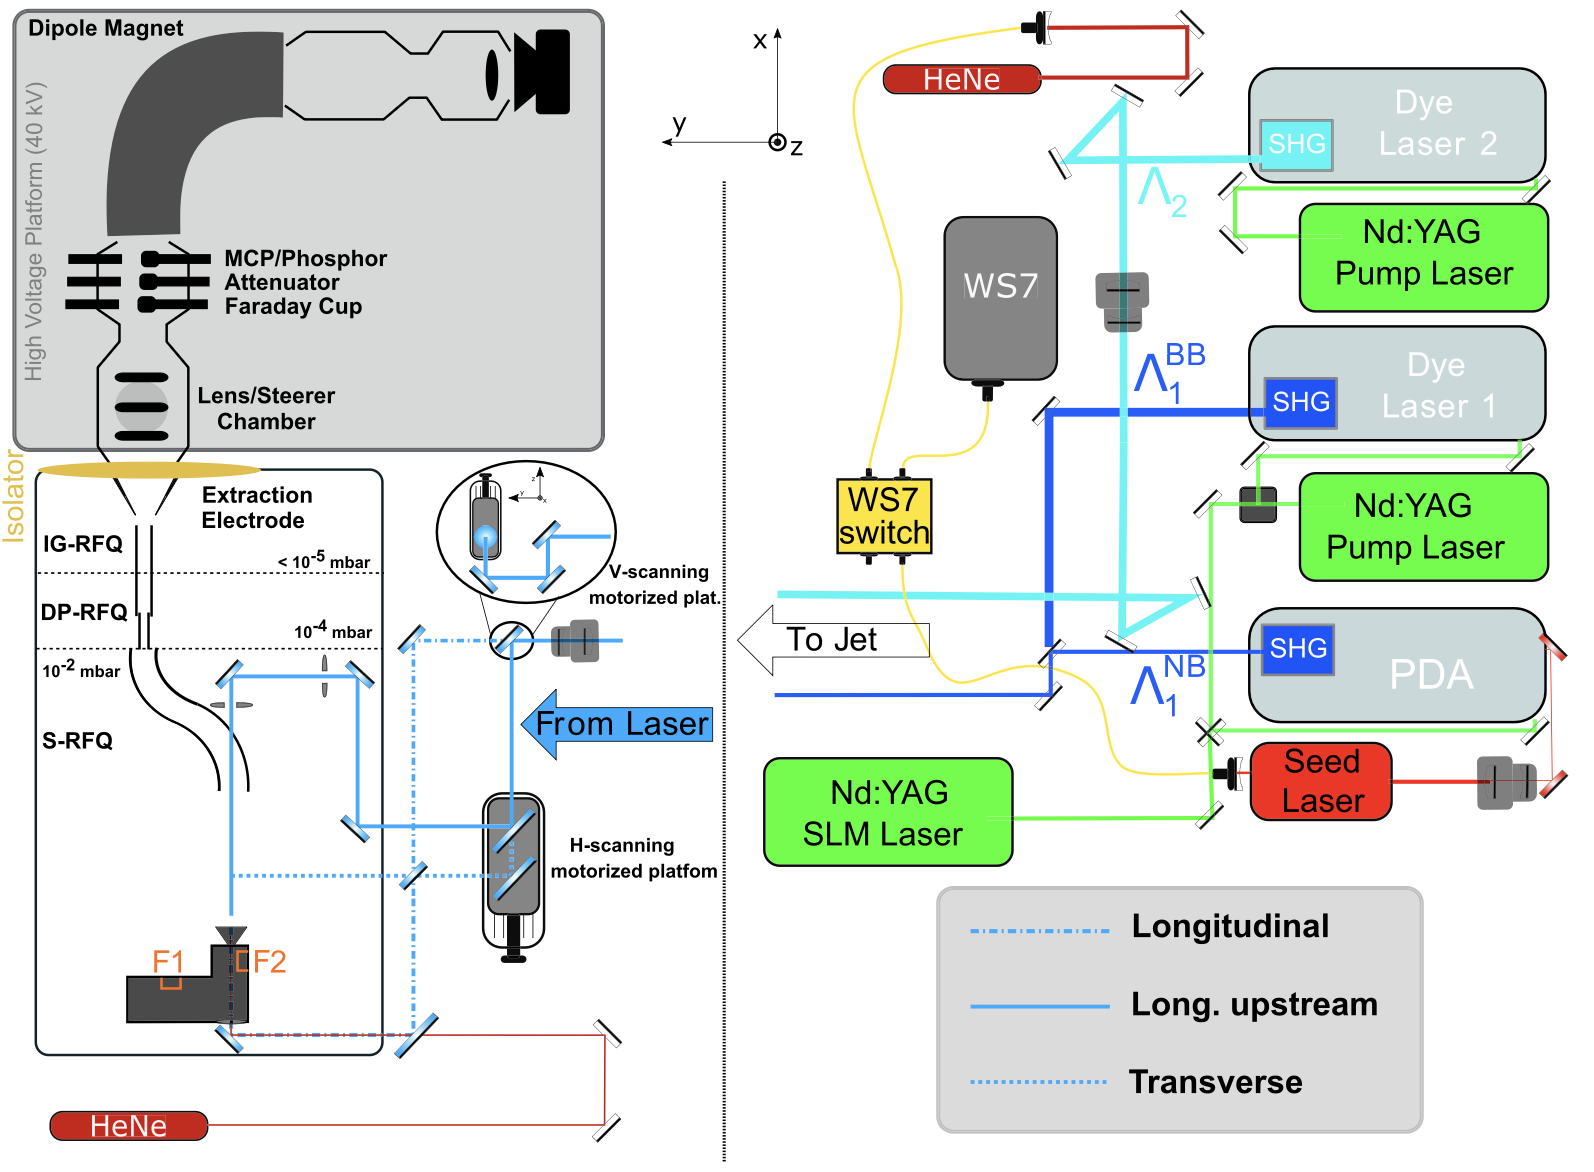 Dipole Magnet
High Voltage Platform (40 kV)
MCP/Phosphor
Attenuator
Faraday Cup
Lens/Steerer
Chamber
Isolator
Extraction
Electrode
IG-RFQ
< 10-5 mbar
DP-RFQ
10-4 mbar
10-2 mbar
S-RFQ
z
y
x
V-scanning
motorized plat.
From Laser
H-scanning
motorized platfom
F1
F2
HeNe
x
y
z
HeNe
Dye
Laser 2
SHG
Λ2
Nd:YAG
Pump Laser
WS7
Λ1BB
Dye
Laser 1
SHG
WS7
switch
Nd:YAG
Pump Laser
To Jet
SHG
PDA
Λ1NB
Seed
Laser
Nd:YAG
SLM Laser
Longitudinal
Long. upstream
Transverse